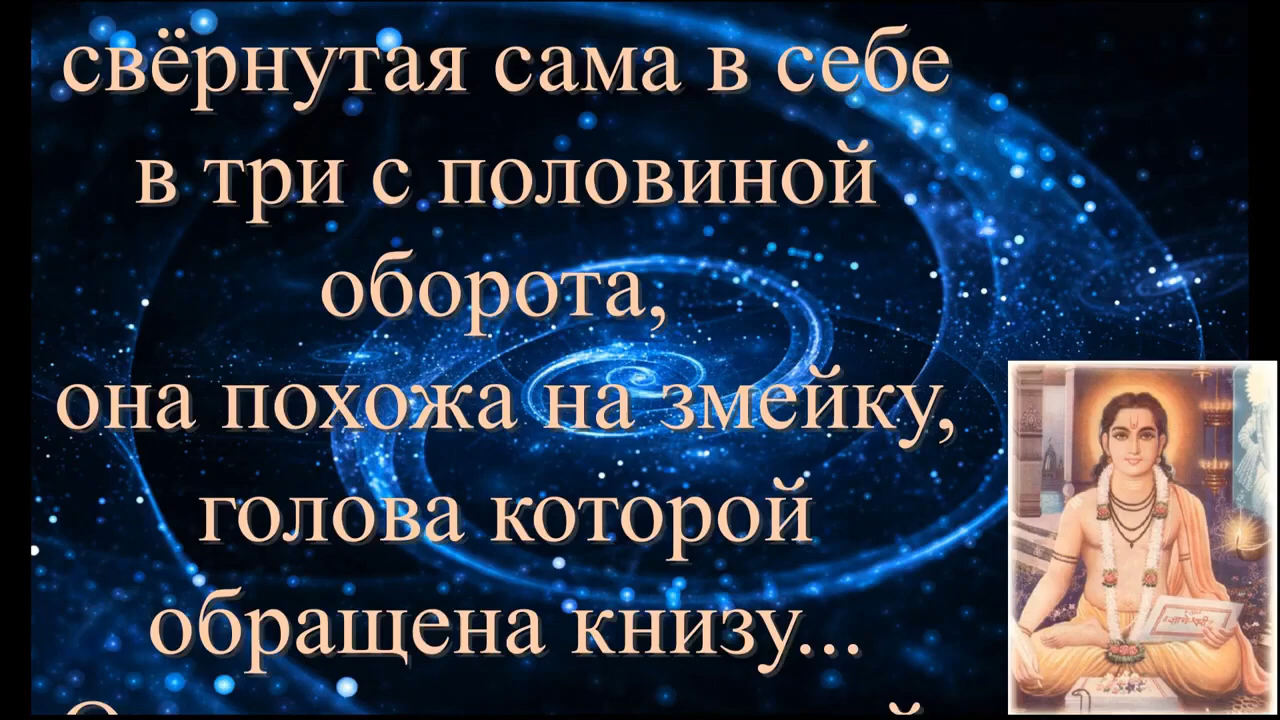 свёрнутая сама в себе
в три с половиной
оборота,
она похожа на змейку,
голова которой
обращена книзу...